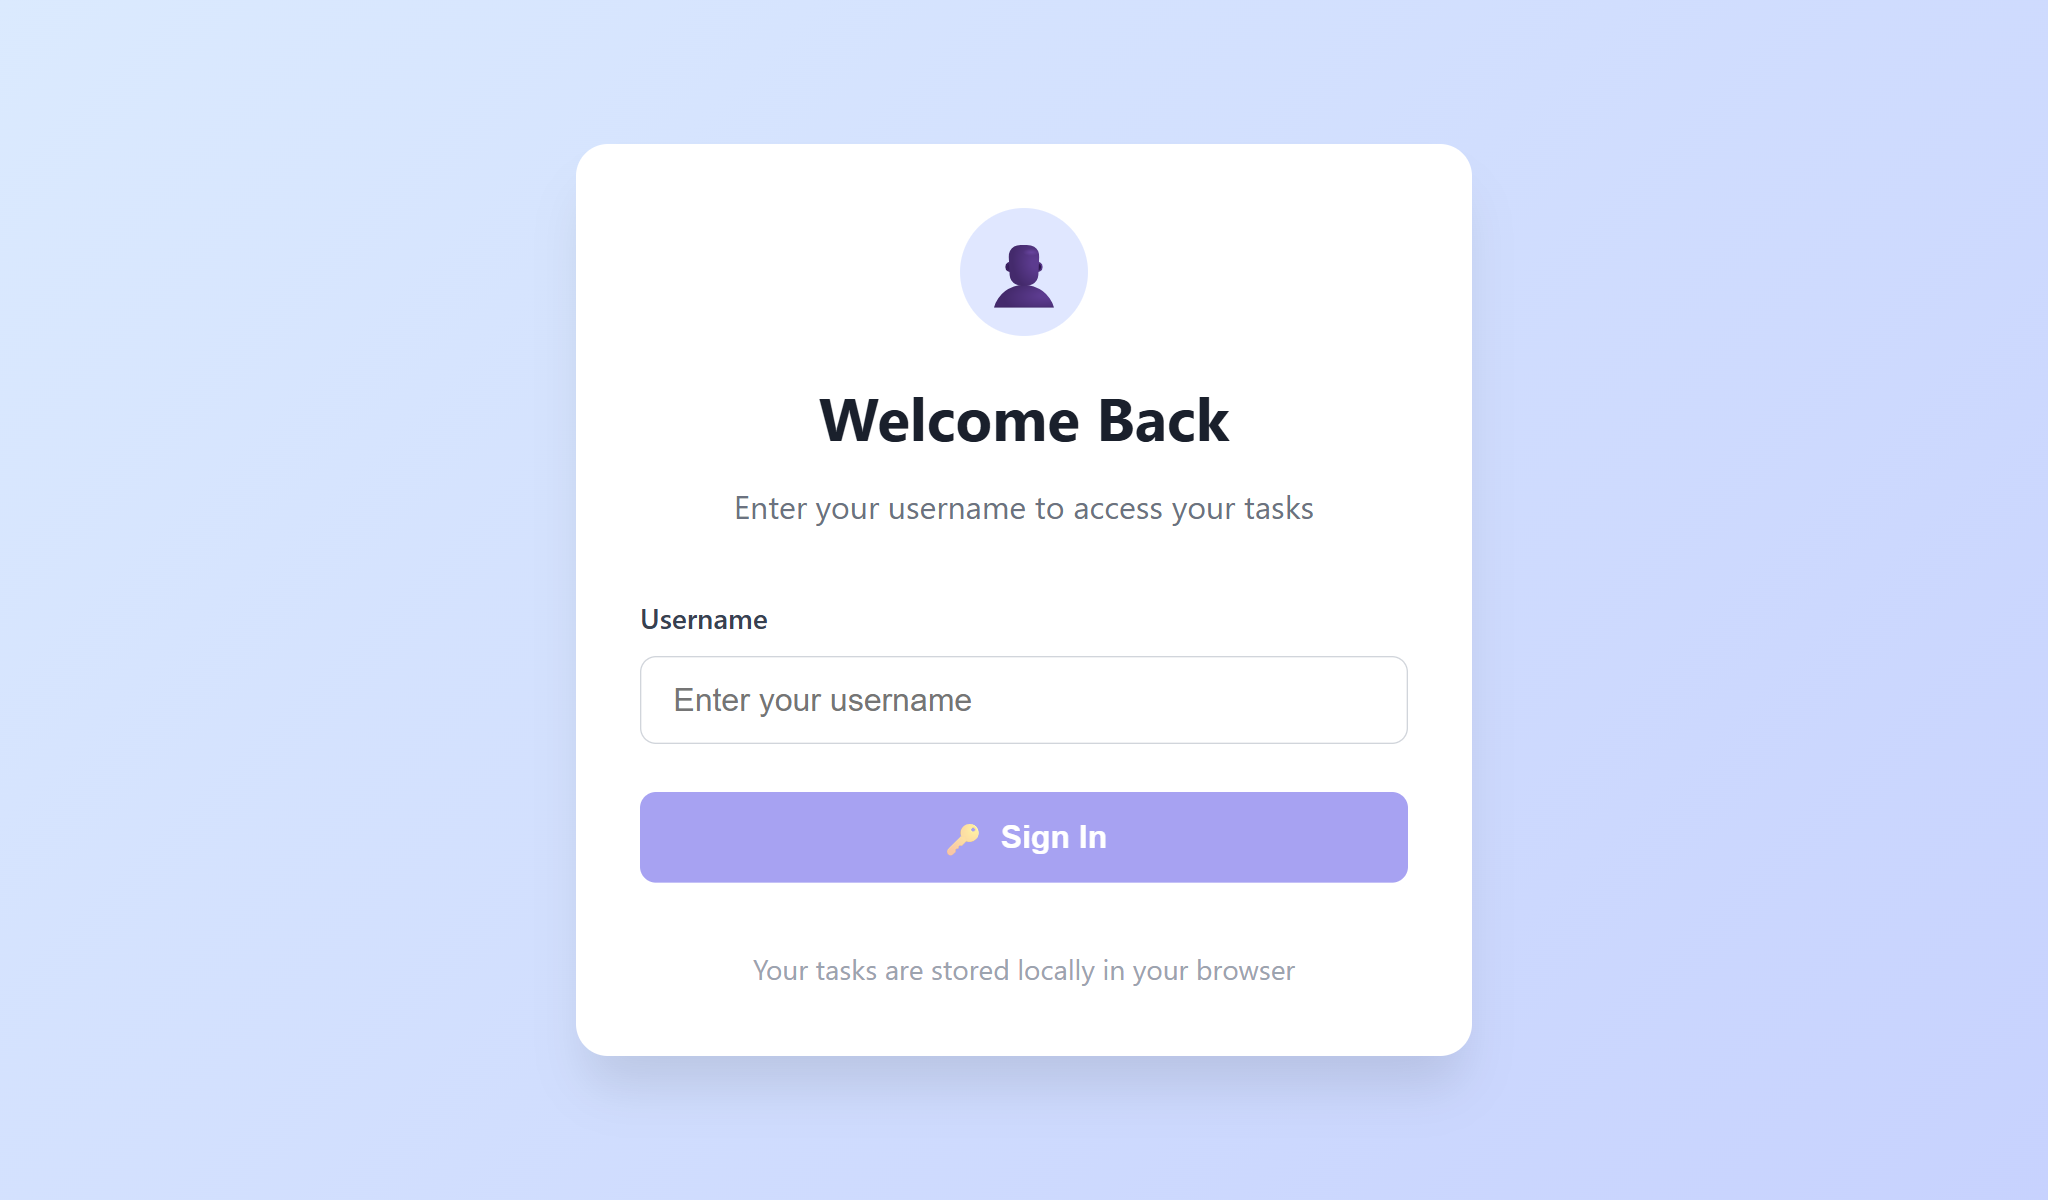 Welcome Back
Enter your username to access your tasks
Username
Enter your username
Sign In
Your tasks are stored locally in your browser